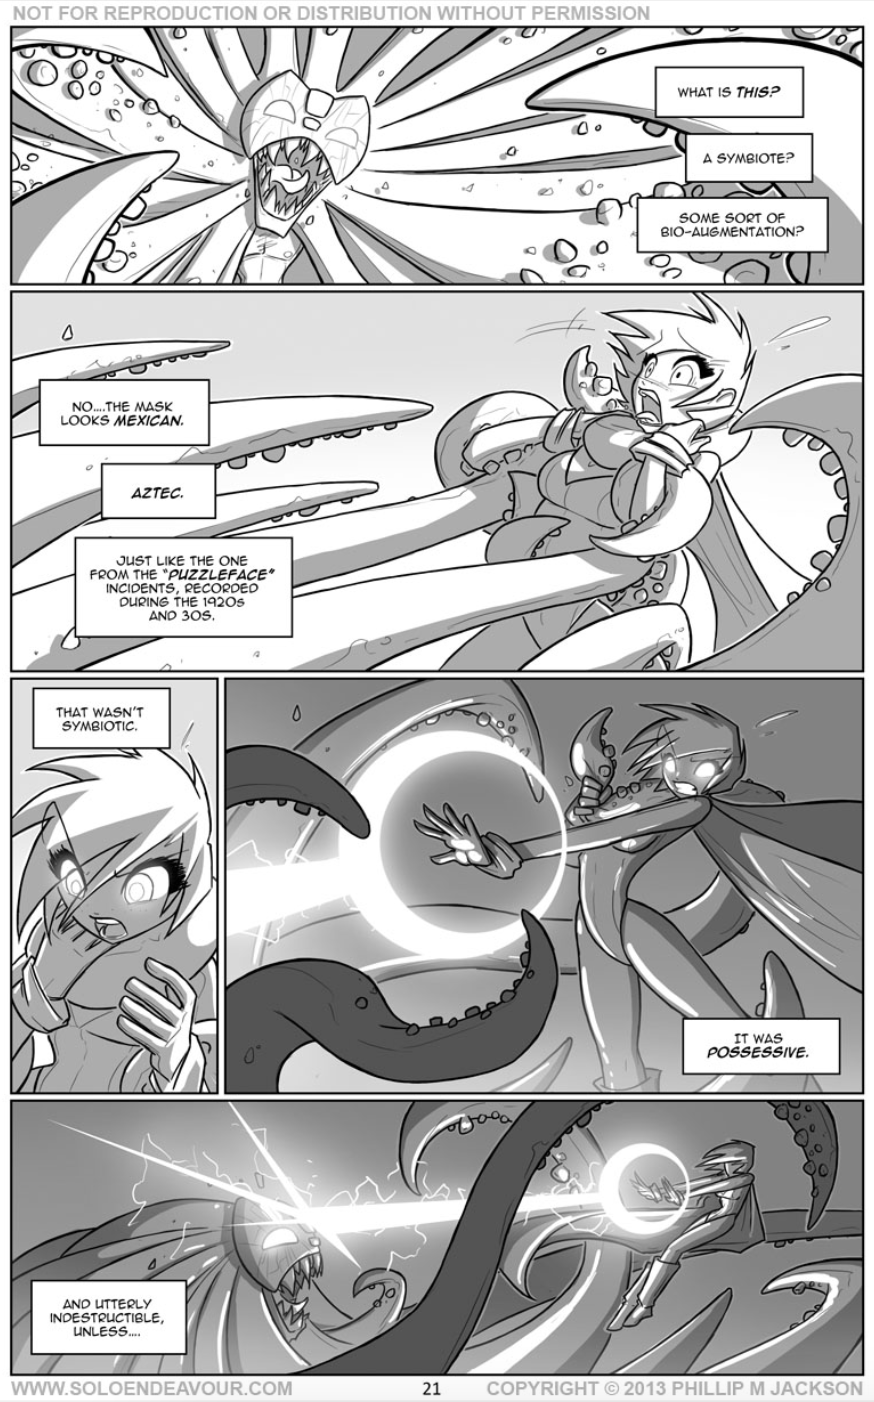 NOT FOR REPRODUCTION OR DISTRIBUTION WITHOUT PERMISSION
WHAT IS THIS?
A SYMBIOTE?
SOME SORT OF
BIO-AUGMENTATION?
NO....THE MASK
LOOKS MEXICAN.
AZTEC.
JUST LIKE THE ONE
FROM THE "PUZZLEFACE"
INCIDENTS, RECORDED
DURING THE 1920S
AND 30S.
THAT WASN'T
SYMBIOTIC.
IT WAS
POSSESSIVE.
AND UTTERLY
INDESTRUCTIBLE,
UNLESS....
WWW.SOLOENDEAVOUR.COM
21
COPYRIGHT © 2013 PHILLIP M JACKSON